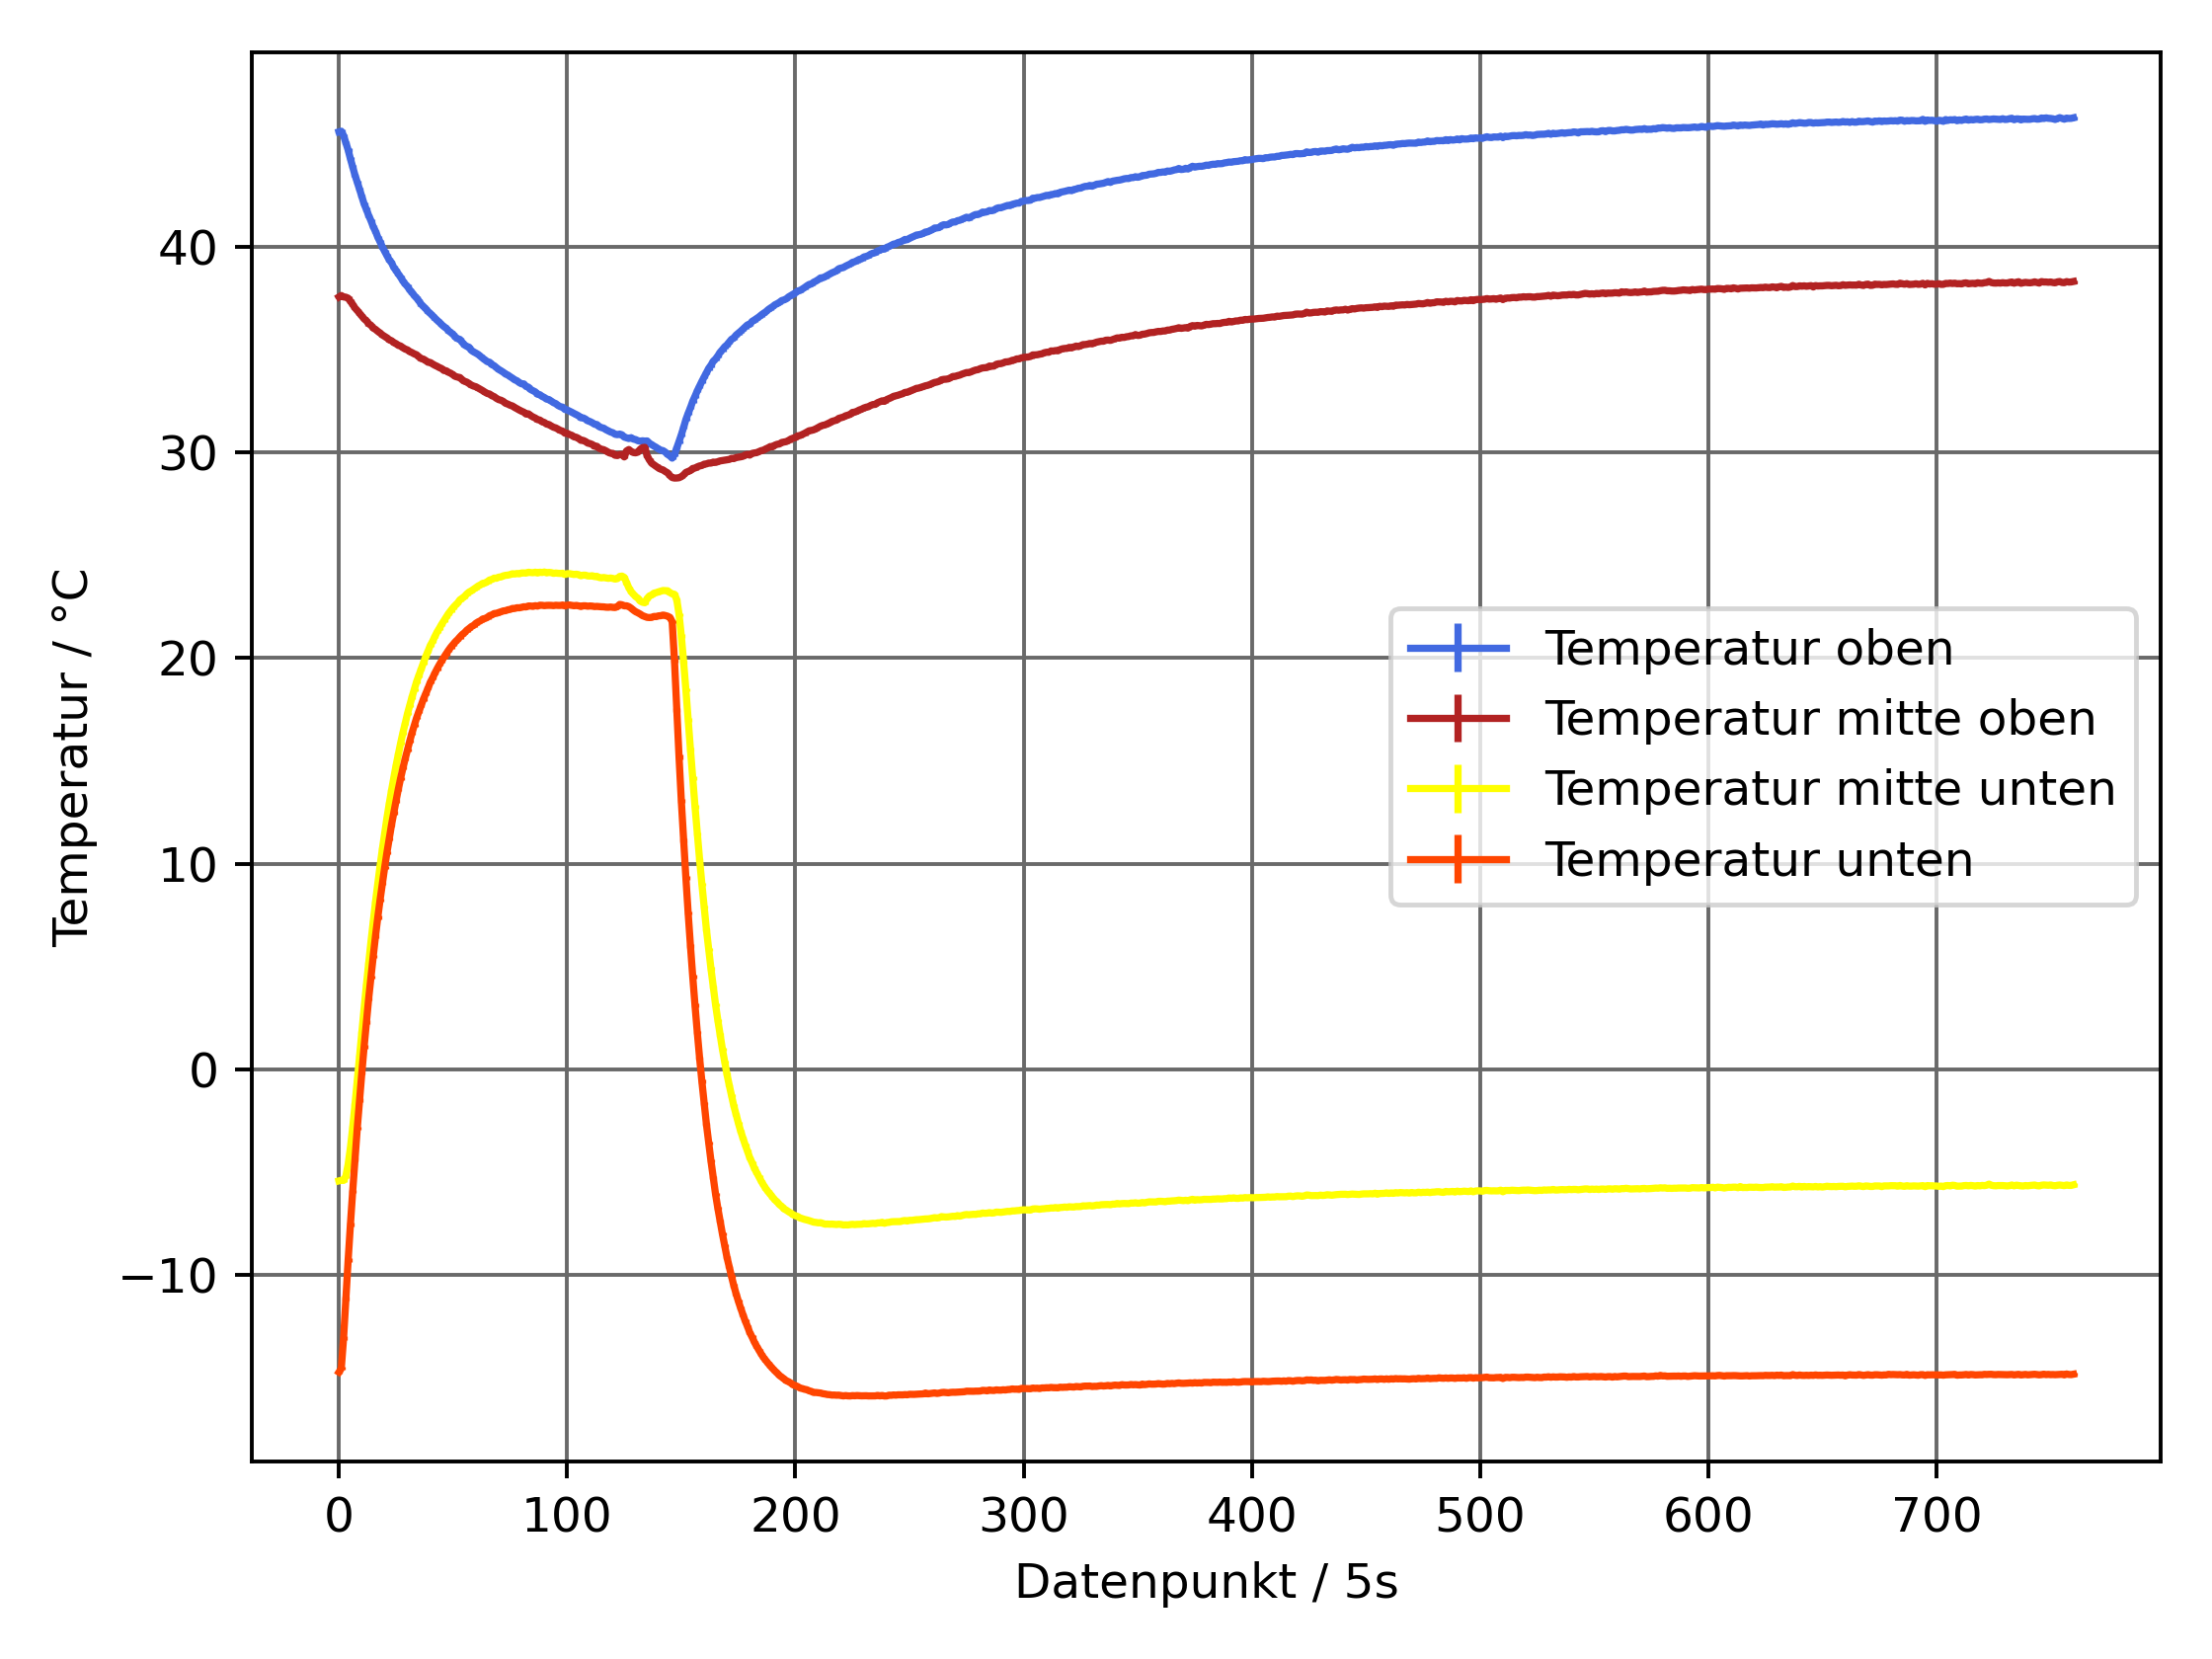 Temperatur / °C
40
30
20
10
0
−10
Temperatur oben
Temperatur mitte oben
Temperatur mitte unten
Temperatur unten
0 100 200 300 400 500 600 700
Datenpunkt / 5s